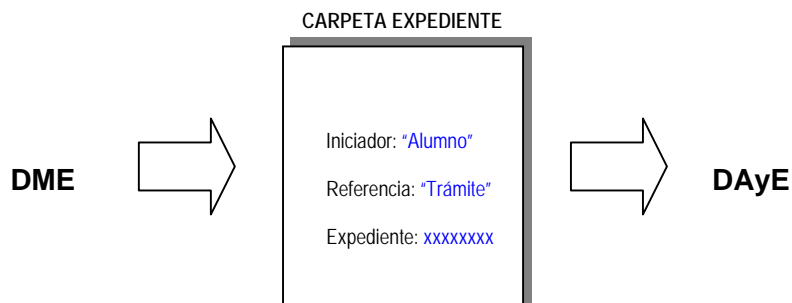 CARPETA EXPEDIENTE
Iniciador: “Alumno”
DME
Referencia: “Trámite”
DAyE
Expediente: xxxxxxxx